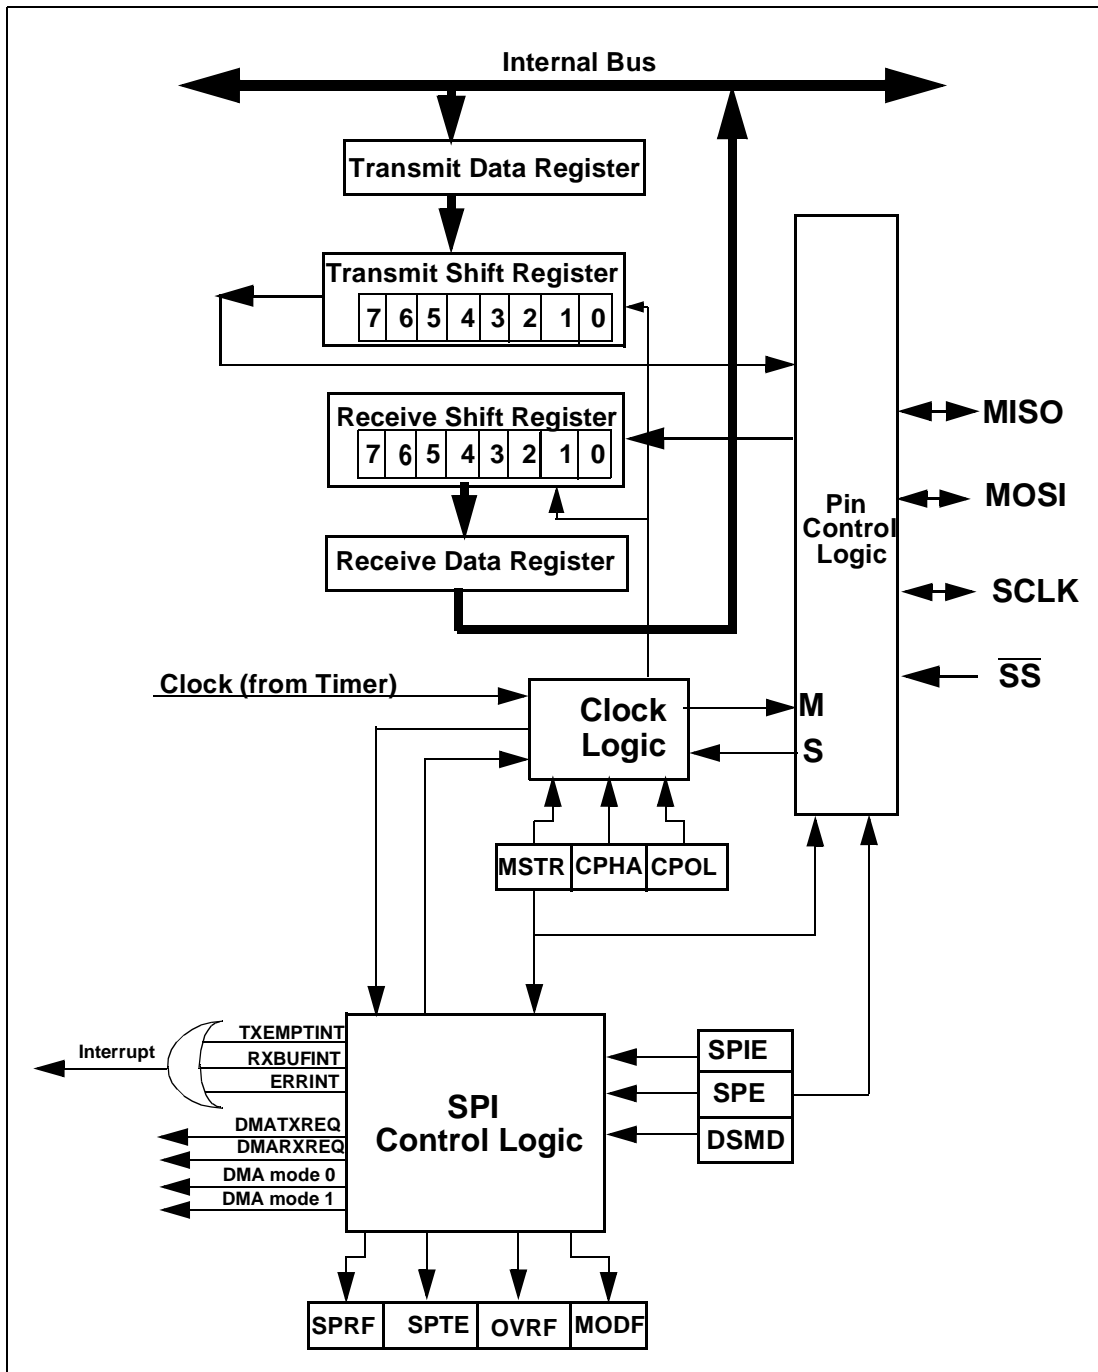 Internal Bus
Transmit Data Register
Transmit Shift Register
7 6 5 4 3 2 1 0
Receive Shift Register
7 6 5 4 3 2 1 0
Receive Data Register
Pin
Control
Logic
MISO
MOSI
SCLK
SS
Clock (from Timer)
Clock
Logic
M
S
MSTR CPHA CPOL
TXEMPTINT
Interrupt
RXBUFINT
ERRINT
DMATXREQ
DMARXREQ
DMA mode 0
DMA mode 1
SPI
Control Logic
SPIE
SPE
DSMD
SPRF SPTE OVRF MODF